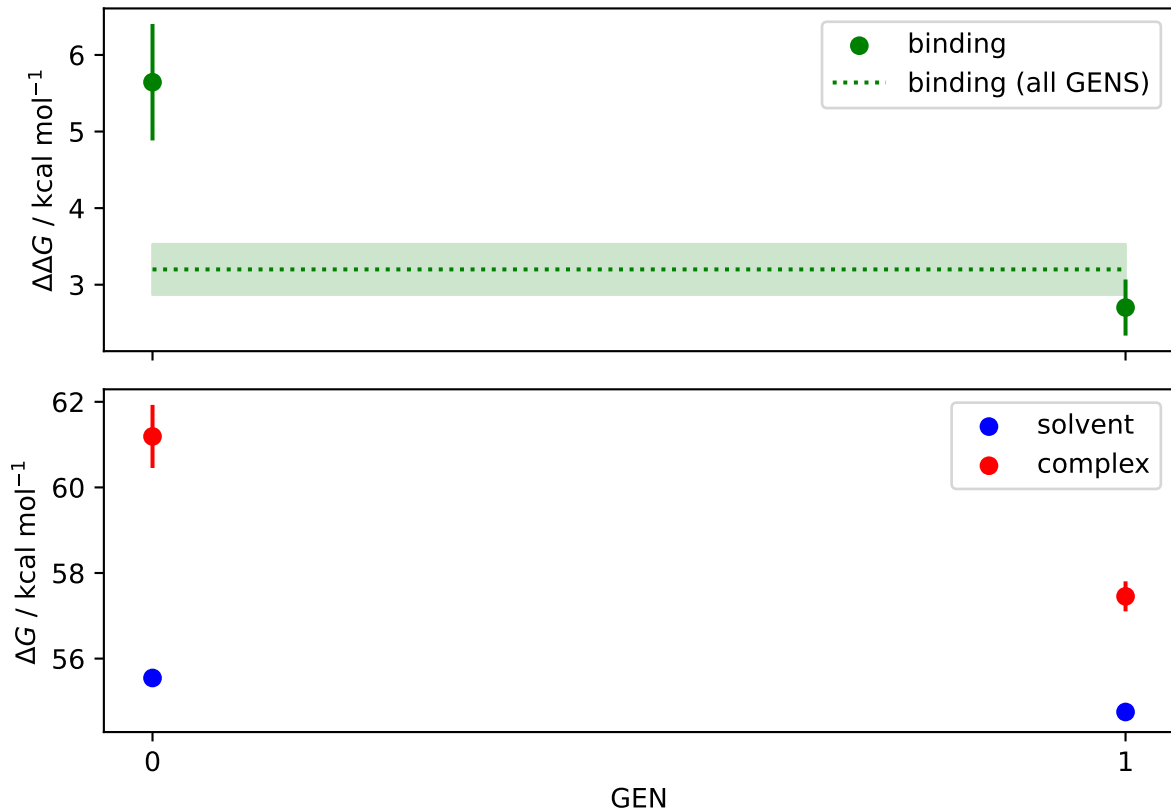 ΔΔG / kcal mol⁻¹
6
5
4
3
binding
binding (all GENS)
ΔG / kcal mol⁻¹
62
60
58
56
solvent
complex
0
1
GEN